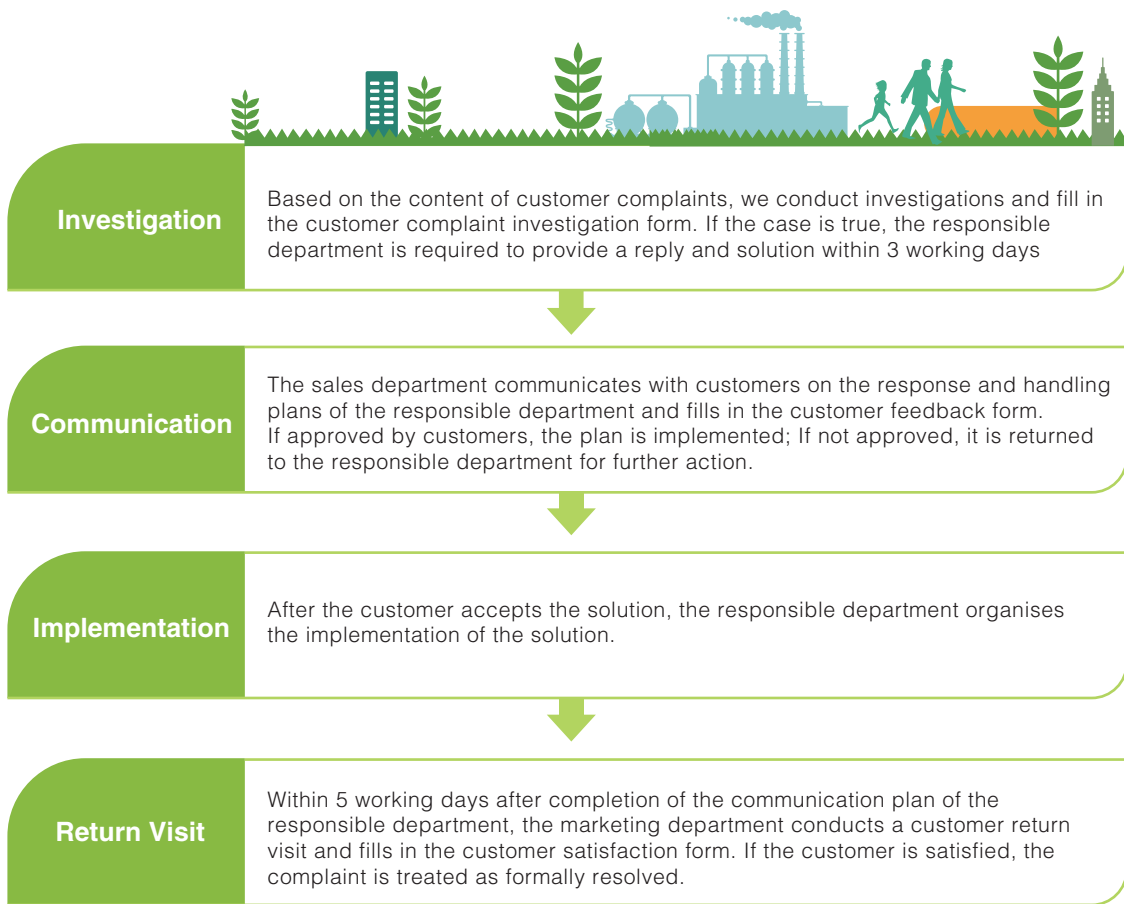 Investigation
Based on the content of customer complaints, we conduct investigations and fill in
the customer complaint investigation form. If the case is true, the responsible
department is required to provide a reply and solution within 3 working days
Communication
The sales department communicates with customers on the response and handling
plans of the responsible department and fills in the customer feedback form.
If approved by customers, the plan is implemented; If not approved, it is returned
to the responsible department for further action.
Implementation
After the customer accepts the solution, the responsible department organises
the implementation of the solution.
Return Visit
Within 5 working days after completion of the communication plan of the
responsible department, the marketing department conducts a customer return
visit and fills in the customer satisfaction form. If the customer is satisfied, the
complaint is treated as formally resolved.